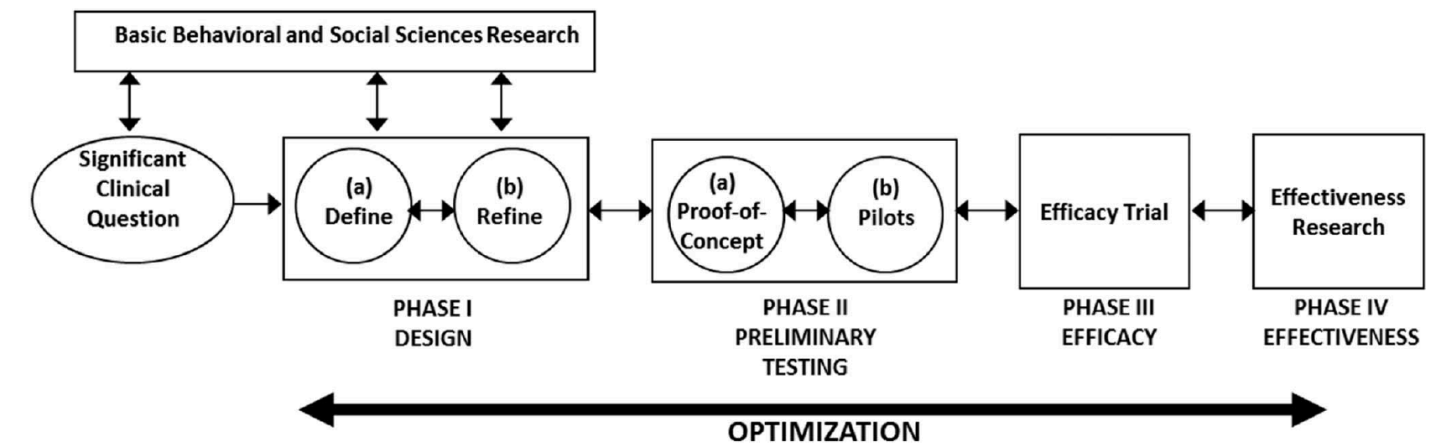 Basic Behavioral and Social Sciences Research
Significant
Clinical
Question
(a)
Define
(b)
Refine
(a)
Proof-of-
Concept
(b)
Pilots
Efficacy Trial
Effectiveness
Research
PHASE I
DESIGN
PHASE II
PRELIMINARY
TESTING
PHASE III
EFFICACY
PHASE IV
EFFECTIVENESS
OPTIMIZATION